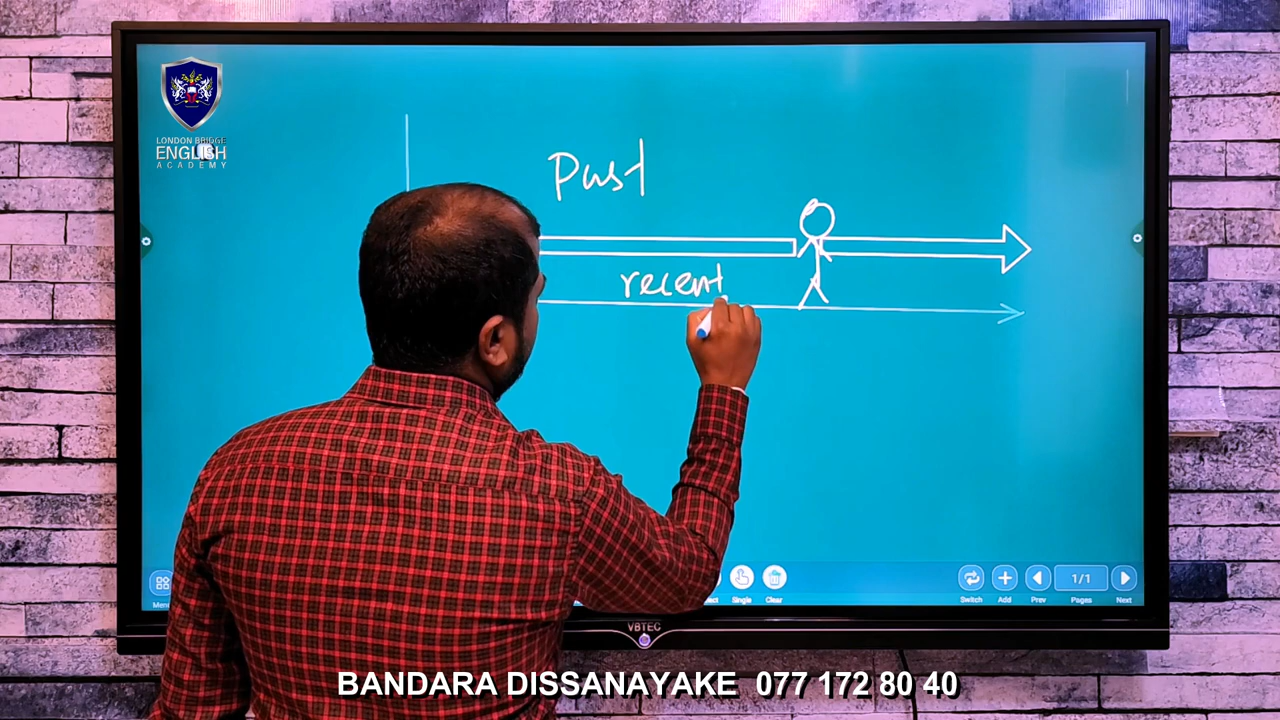 LONDON BRIDGE
ENGLISH
ACADEMY
Past
recent
Menu
Single
Clear
Switch
Add
Prev
1/1
Pages
Next
VBTEC
BANDARA DISSANAYAKE 077 172 80 40